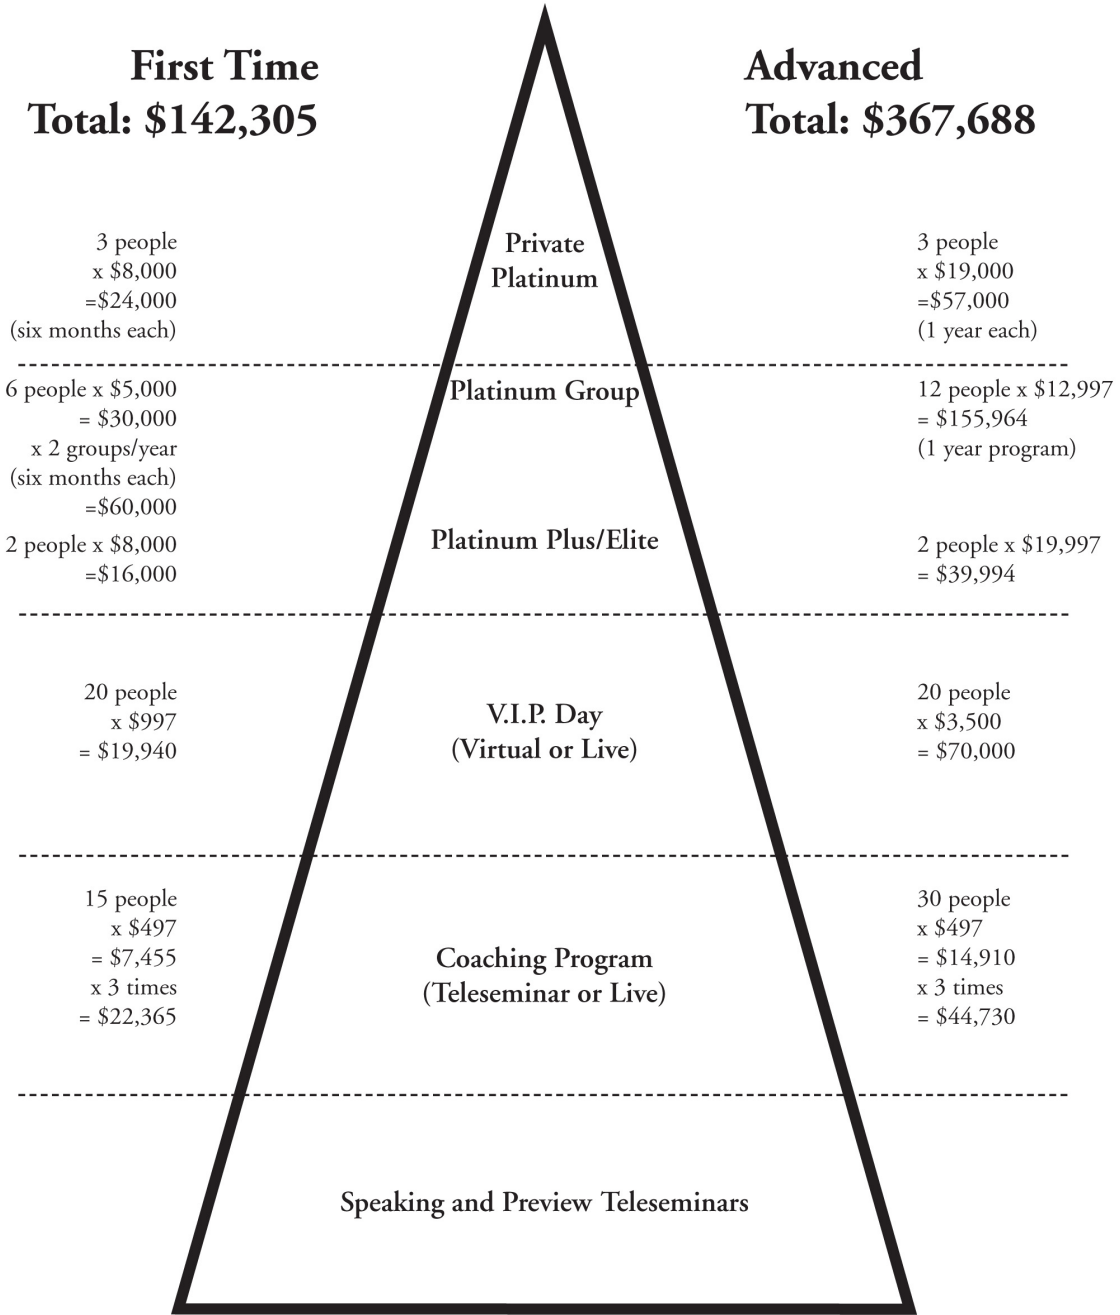 First Time
Total: $142,305
Advanced
Total: $367,688
3 people
x $8,000
=$24,000
(six months each)
Private
Platinum
3 people
x $19,000
=$57,000
(1 year each)
6 people x $5,000
= $30,000
x 2 groups/year
(six months each)
=$60,000
Platinum Group
12 people x $12,997
= $155,964
(1 year program)
2 people x $8,000
=$16,000
Platinum Plus/Elite
2 people x $19,997
= $39,994
20 people
x $997
= $19,940
V.I.P. Day
(Virtual or Live)
20 people
x $3,500
= $70,000
15 people
x $497
= $7,455
x 3 times
= $22,365
Coaching Program
(Teleseminar or Live)
30 people
x $497
= $14,910
x 3 times
= $44,730
Speaking and Preview Teleseminars